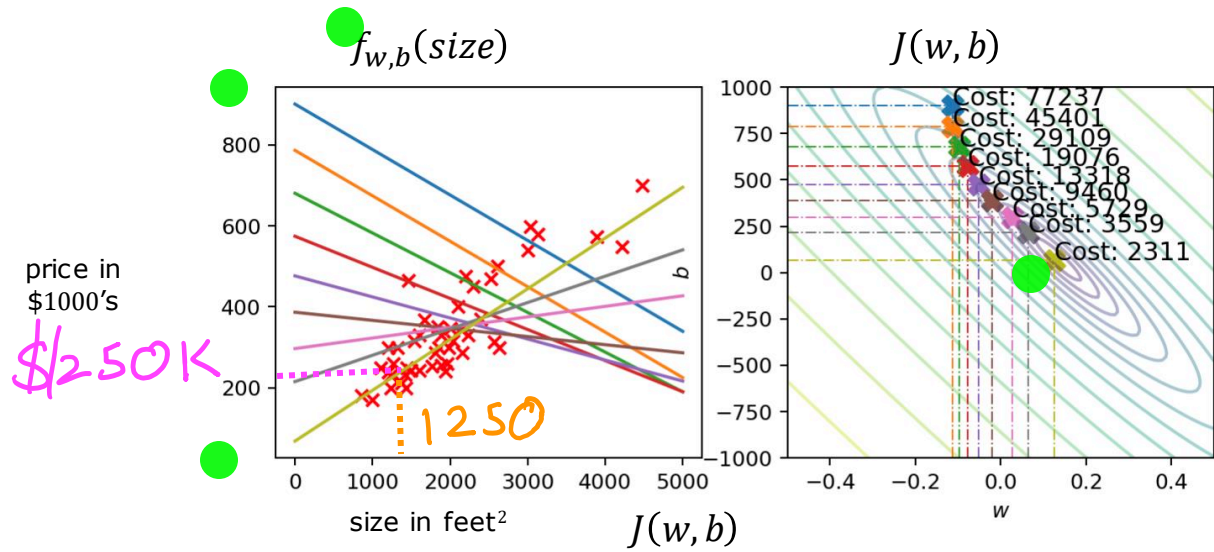 f_{w,b}(size)
J(w,b)
800
600
400
200
price in
$1000's
$250K
1250
0 1000 2000 3000 4000 5000
size in feet²
b
1000
750
500
250
0
−250
−500
−750
−1000
Cost: 77237
Cost: 45401
Cost: 29109
Cost: 19076
Cost: 13318
Cost: 9460
Cost: 5729
Cost: 3559
Cost: 2311
−0.4 −0.2 0.0 0.2 0.4
w
J(w,b)